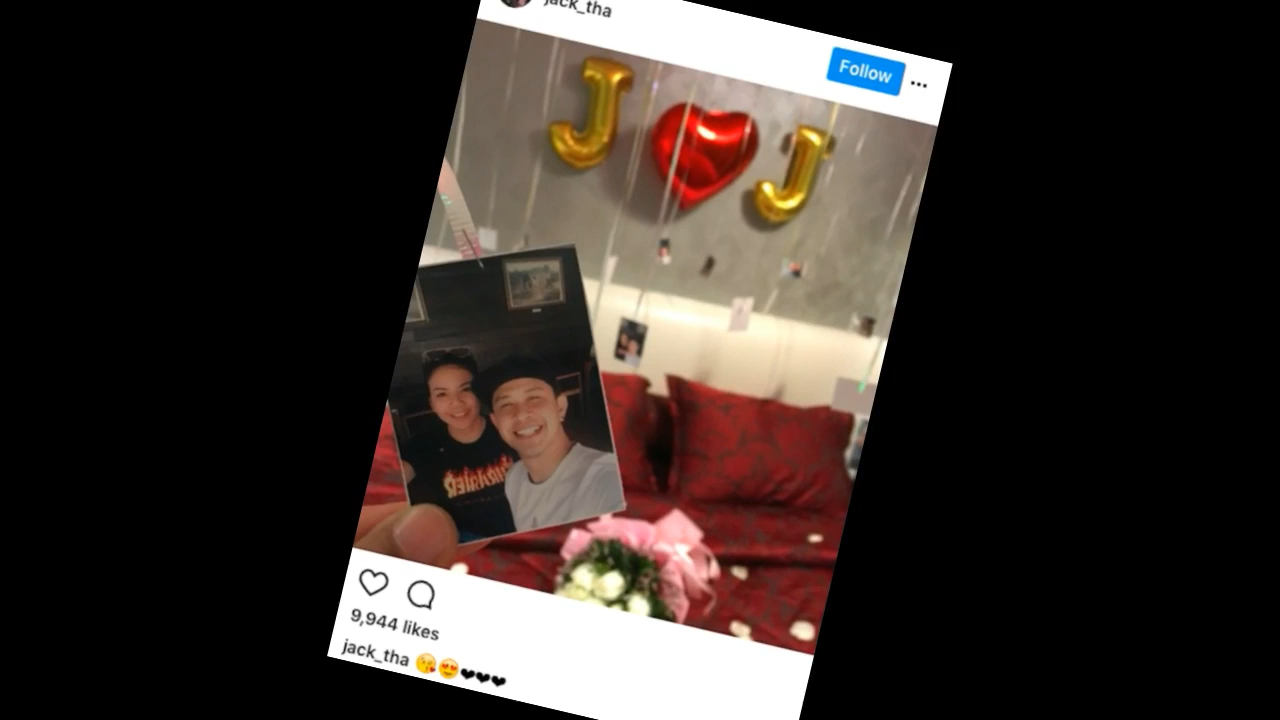 jack_tha
Follow
J J
9,944 likes
jack_tha 😘😍❤❤❤